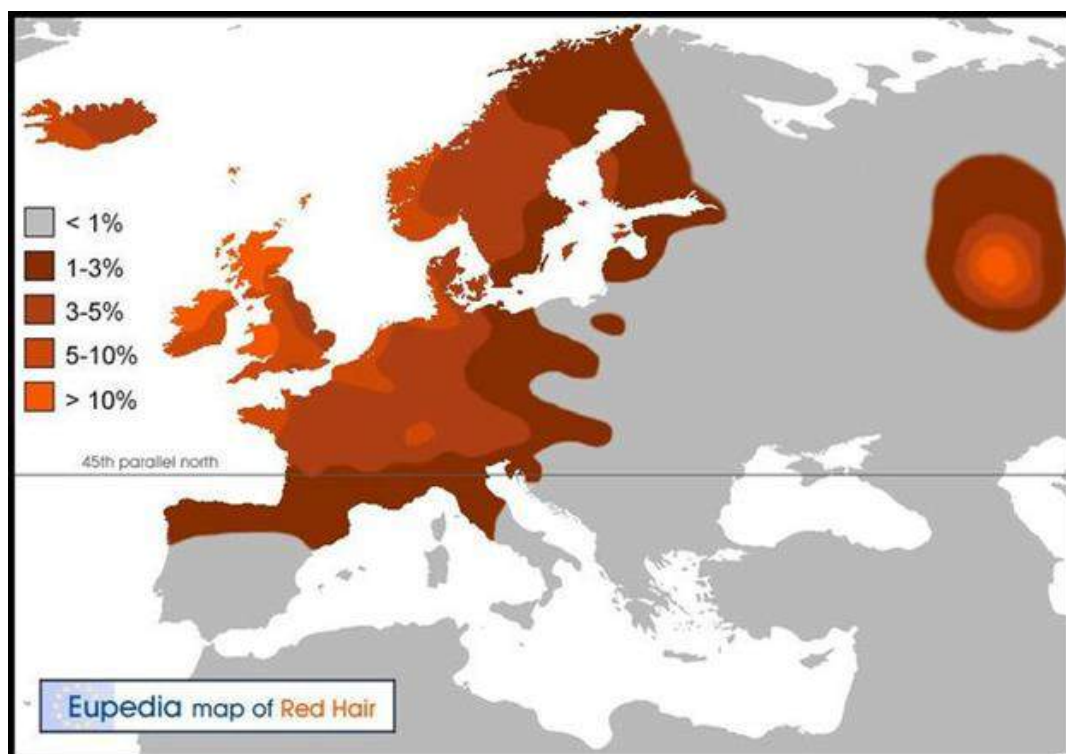 < 1%
1-3%
3-5%
5-10%
> 10%
45th parallel north
Eupedia map of Red Hair